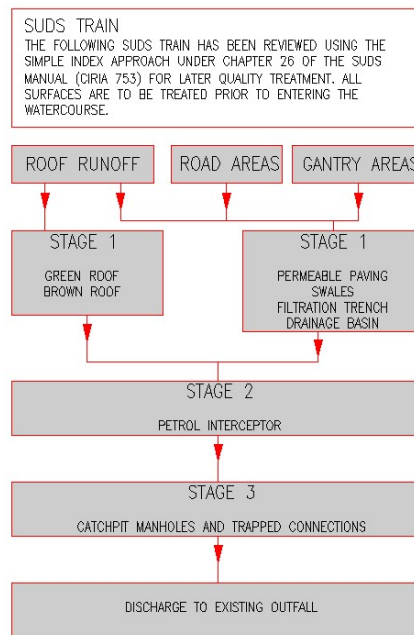 SUDS TRAIN
THE FOLLOWING SUDS TRAIN HAS BEEN REVIEWED USING THE
SIMPLE INDEX APPROACH UNDER CHAPTER 26 OF THE SUDS
MANUAL (CIRIA 753) FOR LATER QUALITY TREATMENT. ALL
SURFACES ARE TO BE TREATED PRIOR TO ENTERING THE
WATERCOURSE.
ROOF RUNOFF
ROAD AREAS
GANTRY AREAS
STAGE 1
GREEN ROOF
BROWN ROOF
STAGE 1
PERMEABLE PAVING
SWALES
FILTRATION TRENCH
DRAINAGE BASIN
STAGE 2
PETROL INTERCEPTOR
STAGE 3
CATCHPIT MANHOLES AND TRAPPED CONNECTIONS
DISCHARGE TO EXISTING OUTFALL